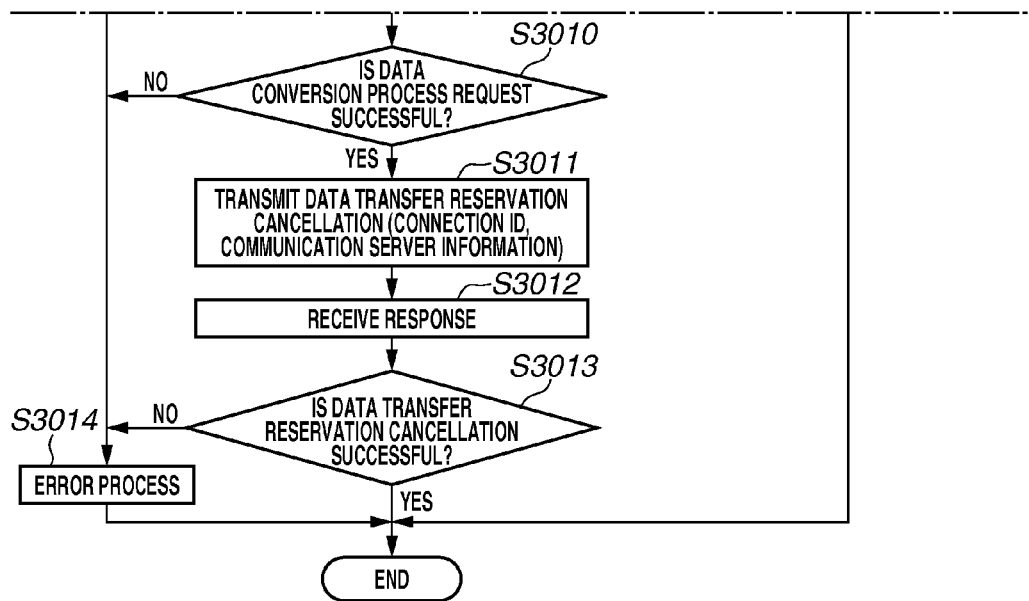 S3010
IS DATA
CONVERSION PROCESS REQUEST
SUCCESSFUL?
NO
YES
S3011
TRANSMIT DATA TRANSFER RESERVATION
CANCELLATION (CONNECTION ID,
COMMUNICATION SERVER INFORMATION)
S3012
RECEIVE RESPONSE
S3013
IS DATA TRANSFER
RESERVATION CANCELLATION
SUCCESSFUL?
NO
S3014
ERROR PROCESS
YES
END